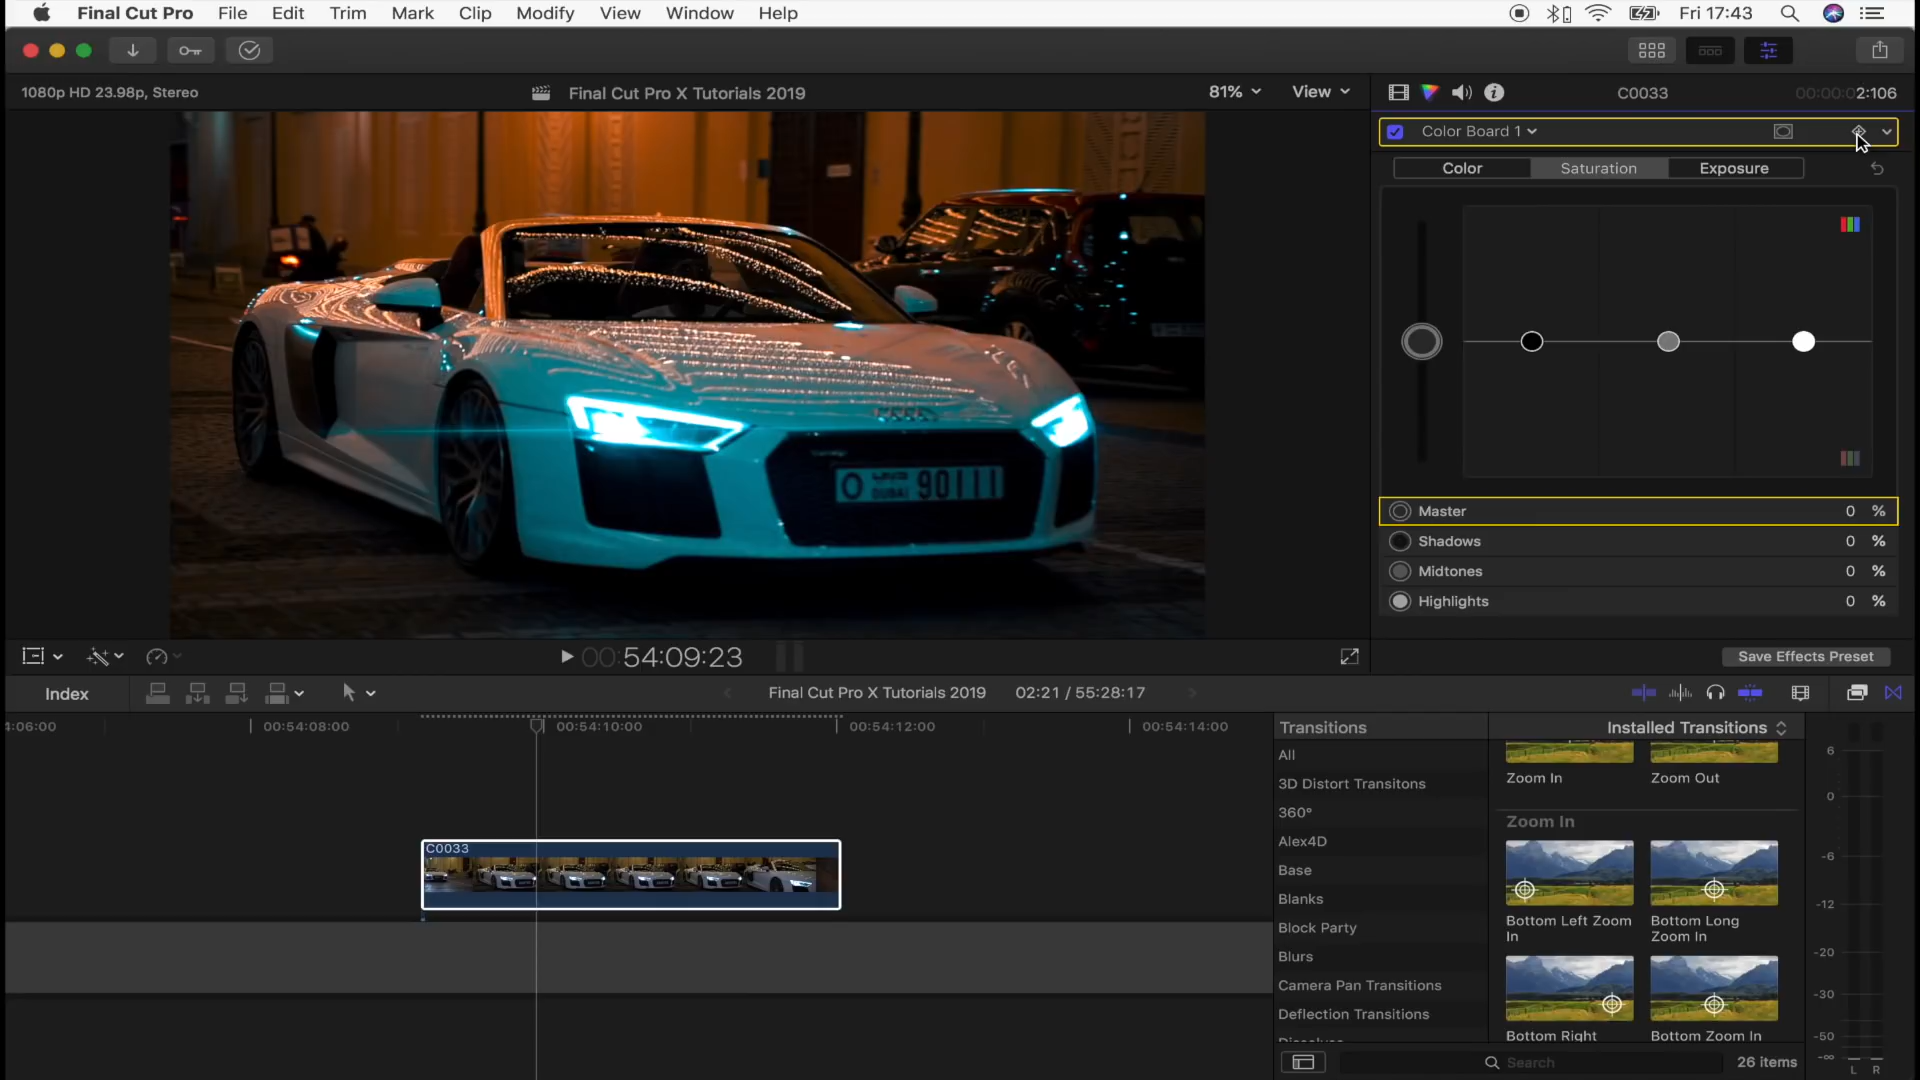 Final Cut Pro File Edit Trim Mark Clip Modify View Window Help Fri 17:43
1080p HD 23.98p, Stereo
Final Cut Pro X Tutorials 2019
81% View
C0033
00:00:02:106
Color Board 1
Color Saturation Exposure
Master 0 %
Shadows 0 %
Midtones 0 %
Highlights 0 %
O DUBAI 90111
00:54:09:23
Save Effects Preset
Index
Final Cut Pro X Tutorials 2019 02:21 / 55:28:17
4:06:00 00:54:08:00 00:54:10:00 00:54:12:00 00:54:14:00
C0033
Transitions
All
3D Distort Transitons
360°
Alex4D
Base
Blanks
Block Party
Blurs
Camera Pan Transitions
Deflection Transitions
Installed Transitions
Zoom In Zoom Out
Zoom In
Bottom Left Zoom In
Bottom Long Zoom In
Bottom Right
Bottom Zoom In
Search
26 items
6
0
-6
-12
-20
-30
-50
-∞
L R